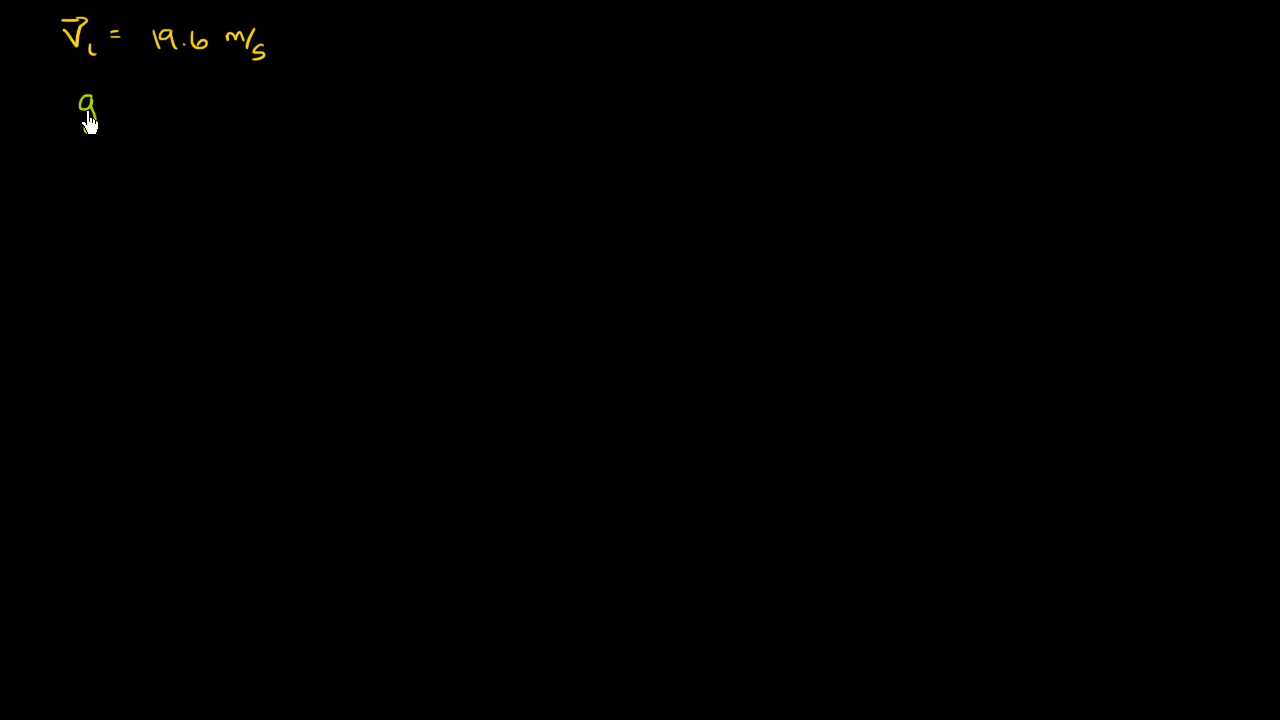 v⃗ᵢ = 19.6 m/s
g